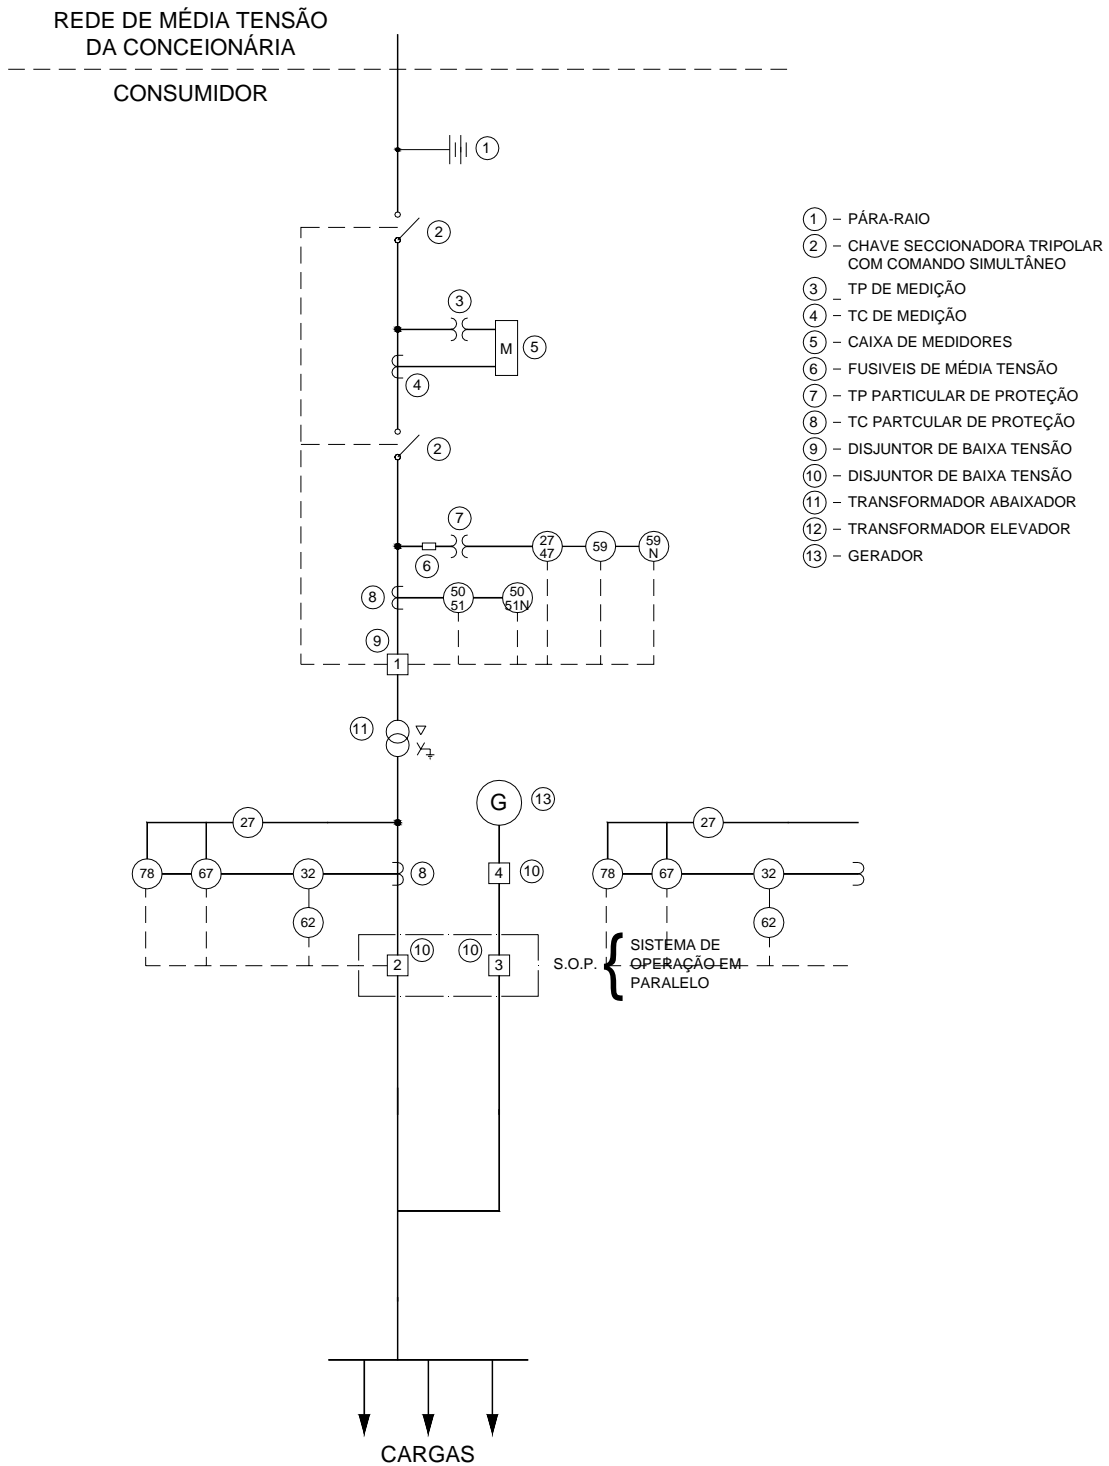 REDE DE MÉDIA TENSÃO
DA CONCEIONÁRIA
CONSUMIDOR
1
2
3
M
5
4
2
7
27
47
59
59
N
6
8
50
51
50
51N
9
1
11
G
13
27
78
67
32
8
4
10
62
10
10
2
3
27
78
67
32
62
S.O.P.
SISTEMA DE
OPERAÇÃO EM
PARALELO
CARGAS
1 – PÁRA-RAIO
2 – CHAVE SECCIONADORA TRIPOLAR
COM COMANDO SIMULTÂNEO
3 – TP DE MEDIÇÃO
4 – TC DE MEDIÇÃO
5 – CAIXA DE MEDIDORES
6 – FUSIVEIS DE MÉDIA TENSÃO
7 – TP PARTICULAR DE PROTEÇÃO
8 – TC PARTCULAR DE PROTEÇÃO
9 – DISJUNTOR DE BAIXA TENSÃO
10 – DISJUNTOR DE BAIXA TENSÃO
11 – TRANSFORMADOR ABAIXADOR
12 – TRANSFORMADOR ELEVADOR
13 – GERADOR